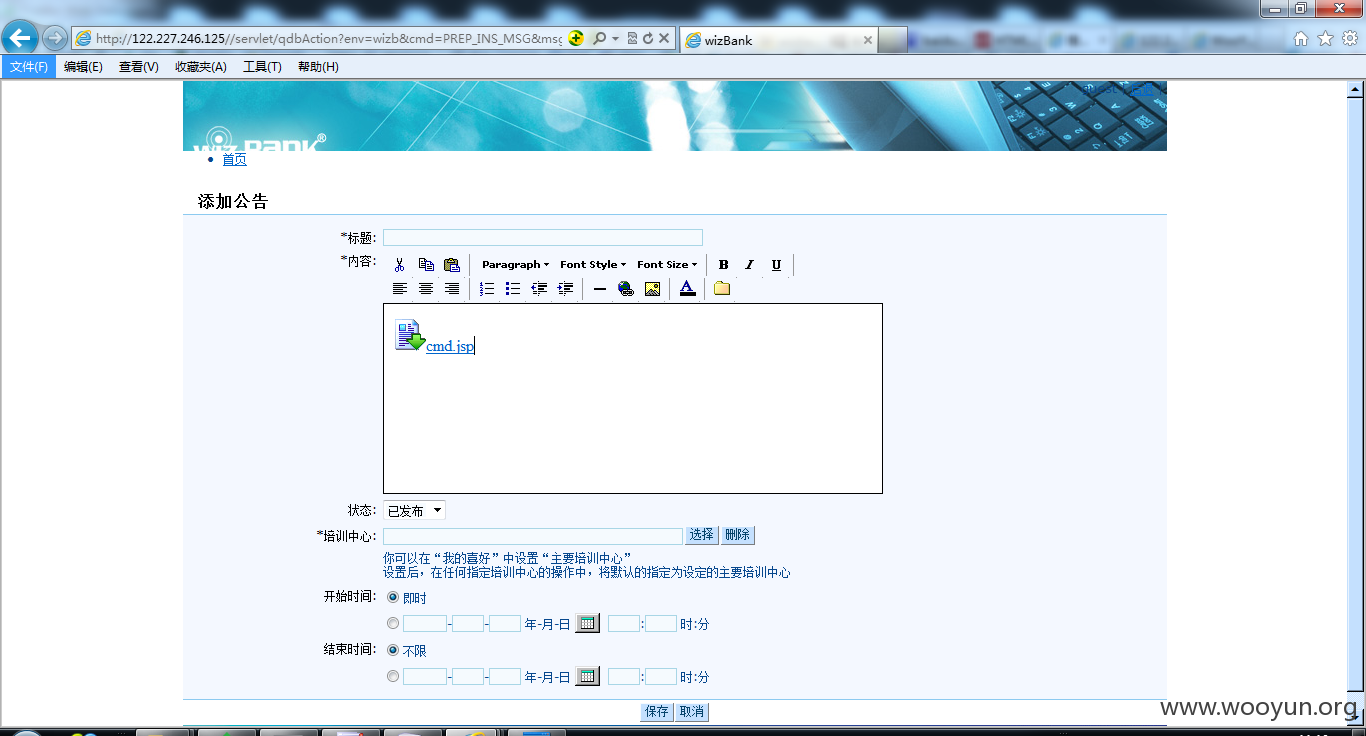 http://122.227.246.125//servlet/qdbAction?env=wizb&cmd=PREP_INS_MSG&msg
wizBank
文件(F) 编辑(E) 查看(V) 收藏夹(A) 工具(T) 帮助(H)
wizBank®
首页
添加公告
*标题:
*内容:
Paragraph Font Style Font Size B I U
A
cmd.jsp
状态: 已发布
*培训中心: 选择 删除
你可以在“我的喜好”中设置“主要培训中心”
设置后，在任何指定培训中心的操作中，将默认的指定为设定的主要培训中心
开始时间: 即时
- - 年-月-日 : 时:分
结束时间: 不限
- - 年-月-日 : 时:分
保存 取消
www.wooyun.org